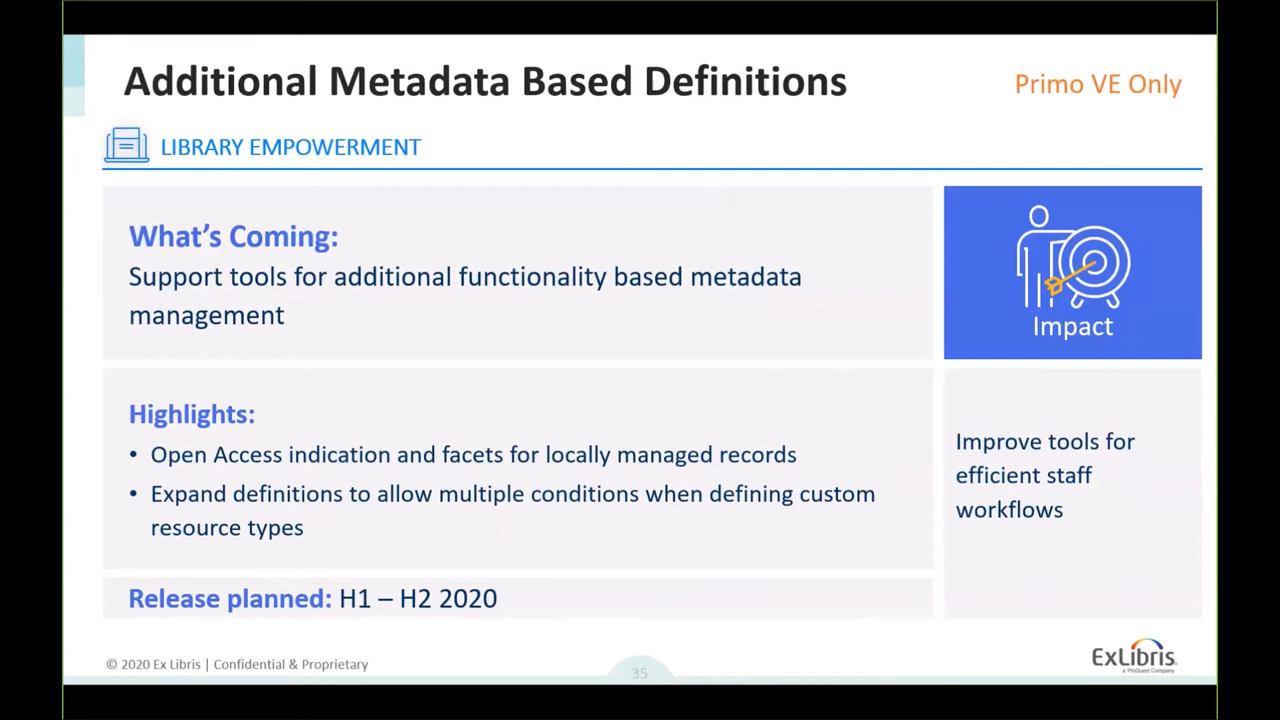 Additional Metadata Based Definitions
Primo VE Only
LIBRARY EMPOWERMENT
What's Coming:
Support tools for additional functionality based metadata
management
Impact
Highlights:
• Open Access indication and facets for locally managed records
• Expand definitions to allow multiple conditions when defining custom
resource types
Improve tools for
efficient staff
workflows
Release planned: H1 – H2 2020
© 2020 Ex Libris | Confidential & Proprietary
35
ExLibris
a ProQuest Company